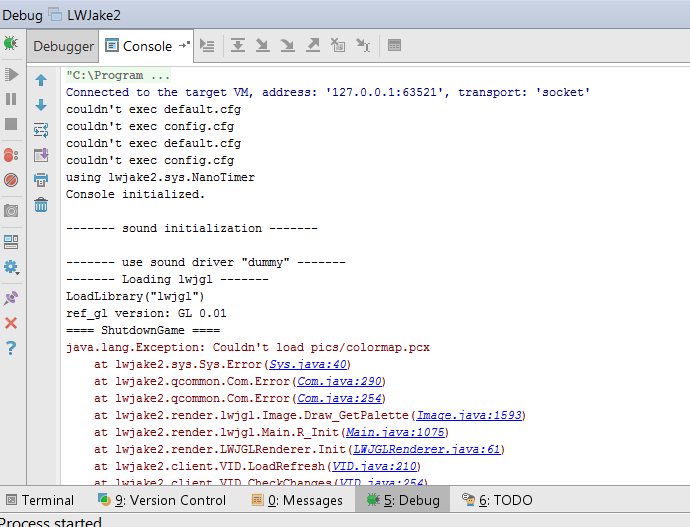 Debug LWJake2
Debugger Console
"C:\Program ...
Connected to the target VM, address: '127.0.0.1:63521', transport: 'socket'
couldn't exec default.cfg
couldn't exec config.cfg
couldn't exec default.cfg
couldn't exec config.cfg
using lwjake2.sys.NanoTimer
Console initialized.
------- sound initialization -------
------- use sound driver "dummy" -------
------- Loading lwjgl -------
LoadLibrary("lwjgl")
ref_gl version: GL 0.01
==== ShutdownGame ====
java.lang.Exception: Couldn't load pics/colormap.pcx
at lwjake2.sys.Sys.Error(Sys.java:40)
at lwjake2.qcommon.Com.Error(Com.java:290)
at lwjake2.qcommon.Com.Error(Com.java:254)
at lwjake2.render.lwjgl.Image.Draw_GetPalette(Image.java:1593)
at lwjake2.render.lwjgl.Main.R_Init(Main.java:1075)
at lwjake2.render.LWJGLRenderer.Init(LWJGLRenderer.java:61)
at lwjake2.client.VID.LoadRefresh(VID.java:210)
at lwjake2.client.VID.CheckChanges(VID.java:254)
Terminal 9: Version Control 0: Messages 5: Debug 6: TODO
Process started